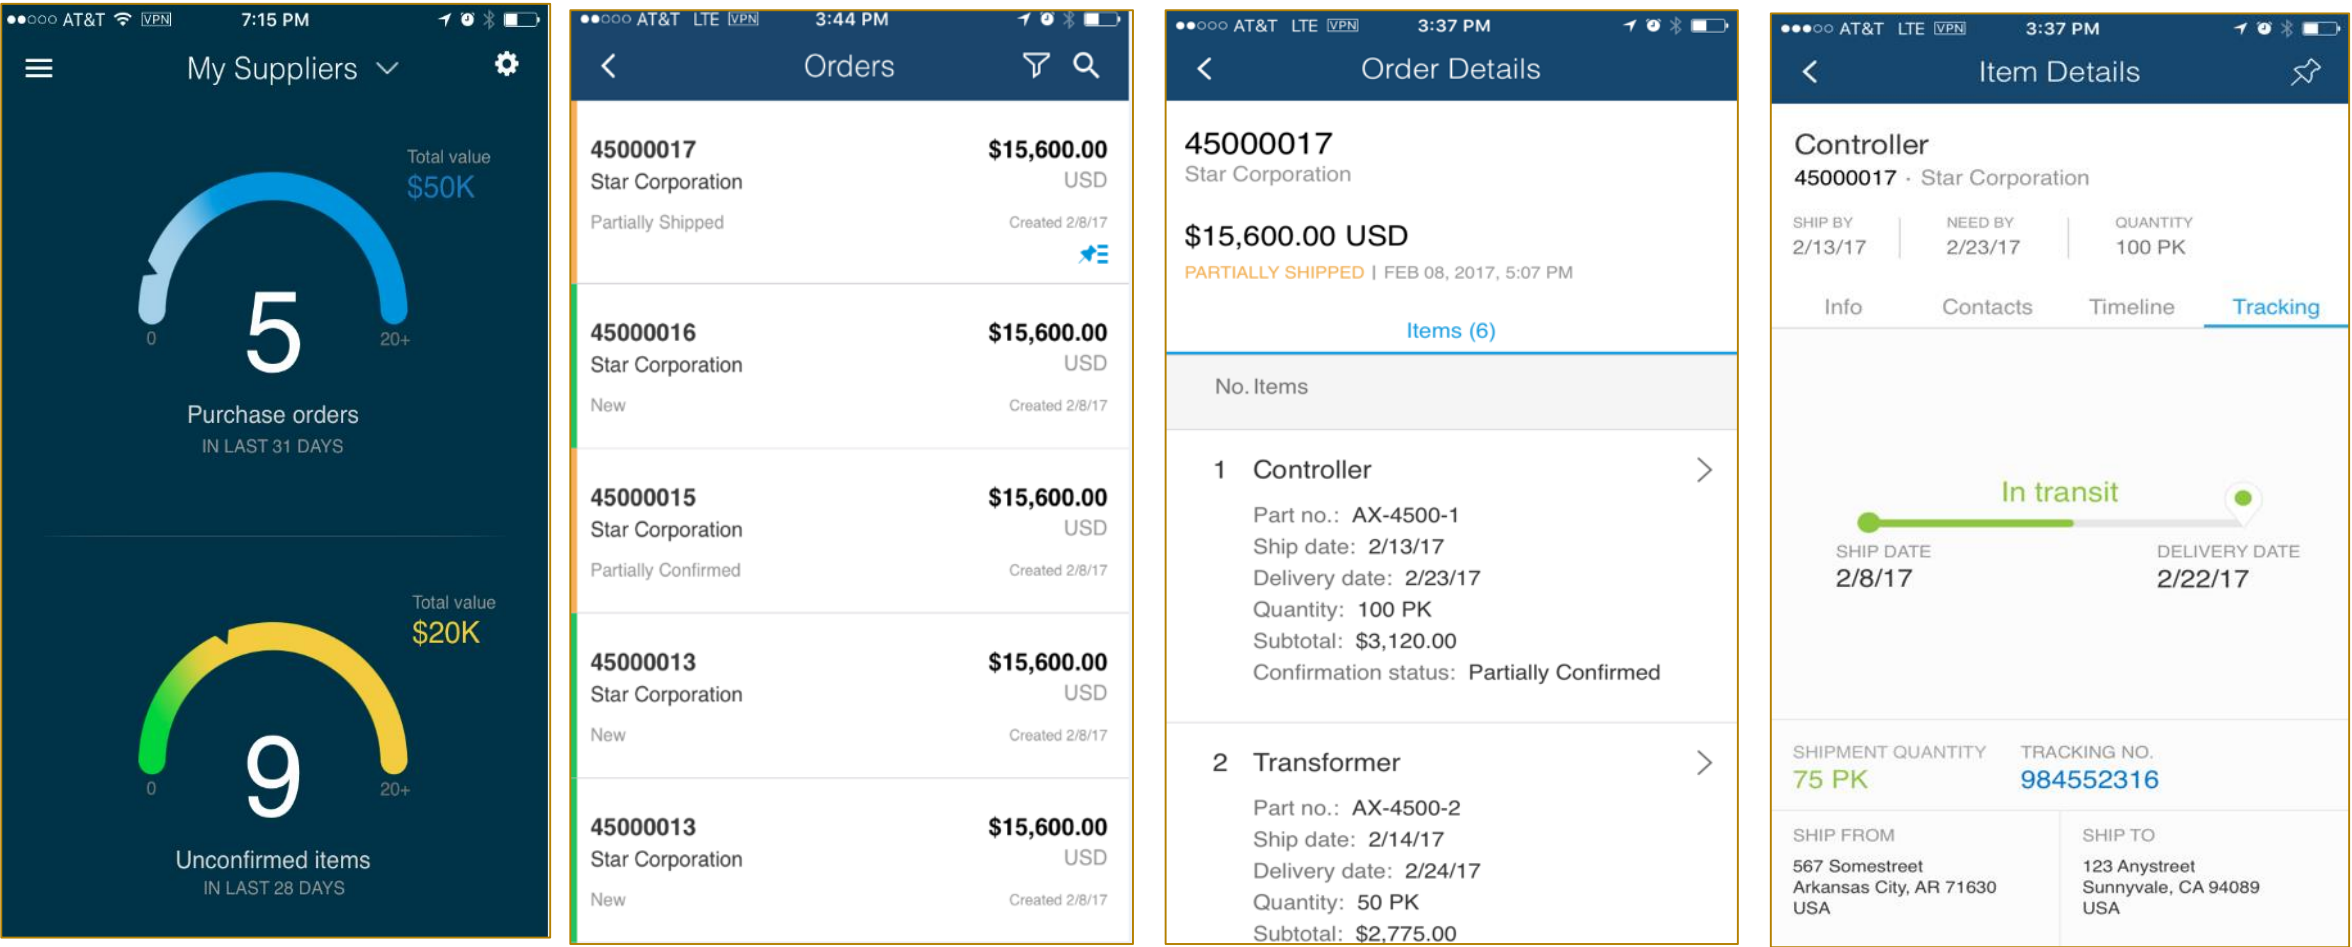 AT&T VPN 7:15 PM
My Suppliers
Total value
$50K
5
0 20+
Purchase orders
IN LAST 31 DAYS
Total value
$20K
9
0 20+
Unconfirmed items
IN LAST 28 DAYS
AT&T LTE VPN 3:44 PM
Orders
45000017 $15,600.00
Star Corporation USD
Partially Shipped Created 2/8/17
45000016 $15,600.00
Star Corporation USD
New Created 2/8/17
45000015 $15,600.00
Star Corporation USD
Partially Confirmed Created 2/8/17
45000013 $15,600.00
Star Corporation USD
New Created 2/8/17
45000013 $15,600.00
Star Corporation USD
New Created 2/8/17
AT&T LTE VPN 3:37 PM
Order Details
45000017
Star Corporation
$15,600.00 USD
PARTIALLY SHIPPED | FEB 08, 2017, 5:07 PM
Items (6)
No. Items
1 Controller
Part no.: AX-4500-1
Ship date: 2/13/17
Delivery date: 2/23/17
Quantity: 100 PK
Subtotal: $3,120.00
Confirmation status: Partially Confirmed
2 Transformer
Part no.: AX-4500-2
Ship date: 2/14/17
Delivery date: 2/24/17
Quantity: 50 PK
Subtotal: $2,775.00
AT&T LTE VPN 3:37 PM
Item Details
Controller
45000017 · Star Corporation
SHIP BY NEED BY QUANTITY
2/13/17 2/23/17 100 PK
Info Contacts Timeline Tracking
In transit
SHIP DATE DELIVERY DATE
2/8/17 2/22/17
SHIPMENT QUANTITY TRACKING NO.
75 PK 984552316
SHIP FROM SHIP TO
567 Somestreet 123 Anystreet
Arkansas City, AR 71630 Sunnyvale, CA 94089
USA USA